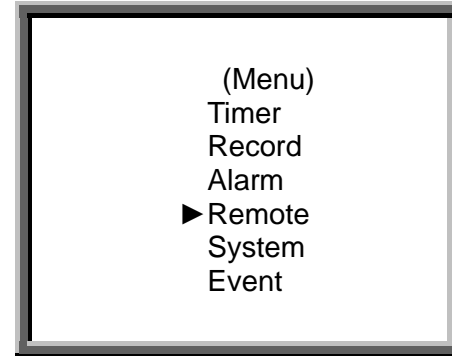 (Menu)
Timer
Record
Alarm
►Remote
System
Event